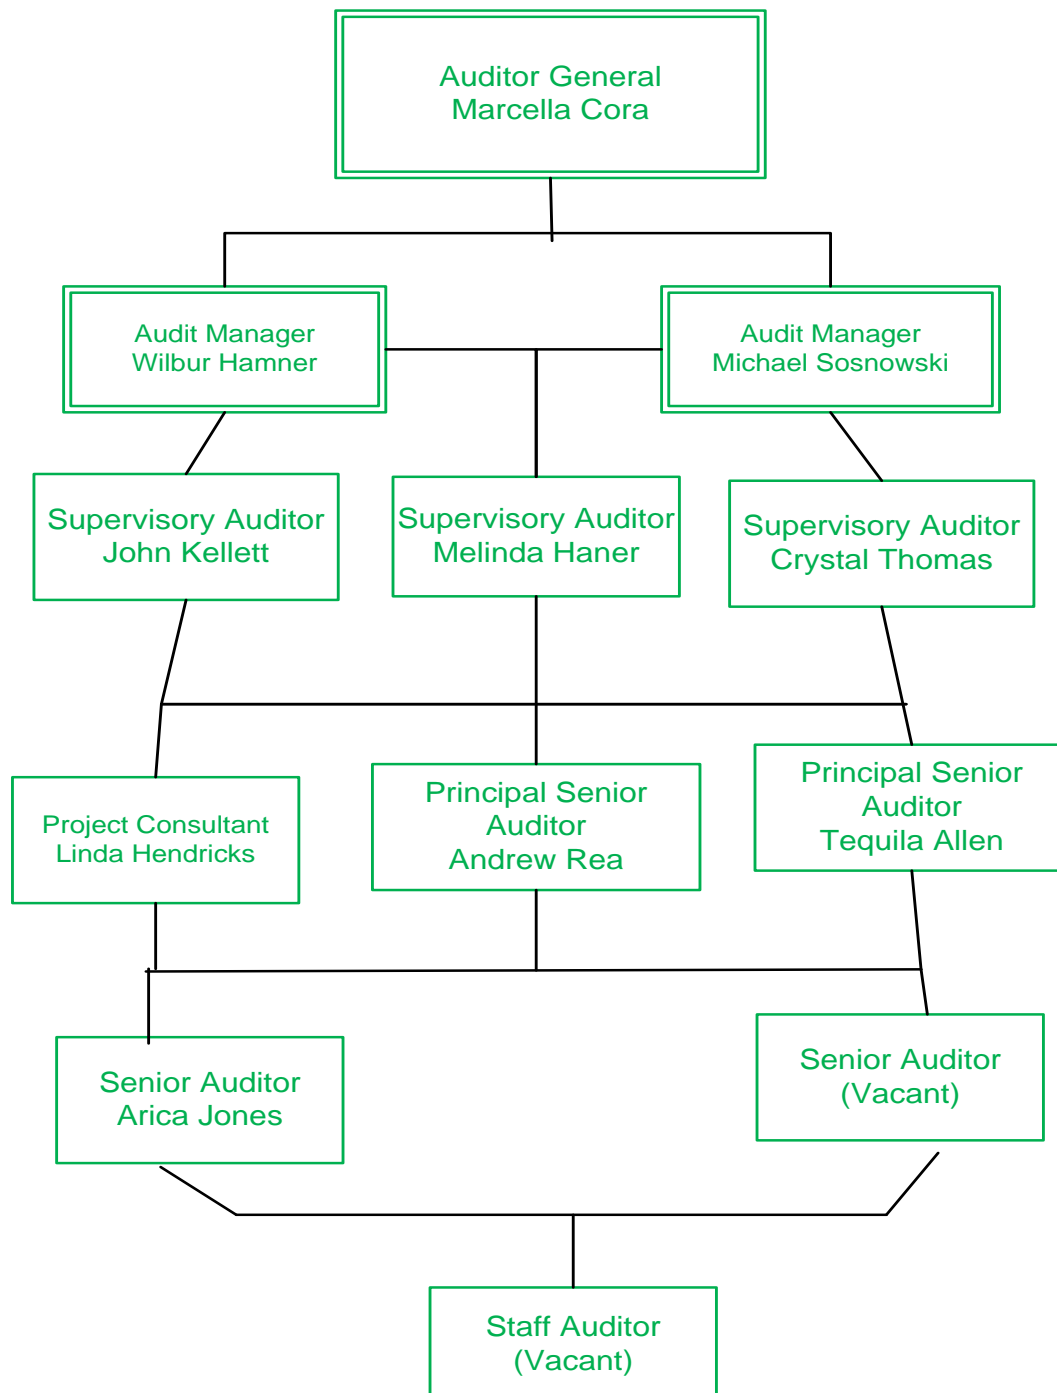 Auditor General
Marcella Cora
Audit Manager
Wilbur Hamner
Audit Manager
Michael Sosnowski
Supervisory Auditor
John Kellett
Supervisory Auditor
Melinda Haner
Supervisory Auditor
Crystal Thomas
Project Consultant
Linda Hendricks
Principal Senior
Auditor
Andrew Rea
Principal Senior
Auditor
Tequila Allen
Senior Auditor
Arica Jones
Senior Auditor
(Vacant)
Staff Auditor
(Vacant)